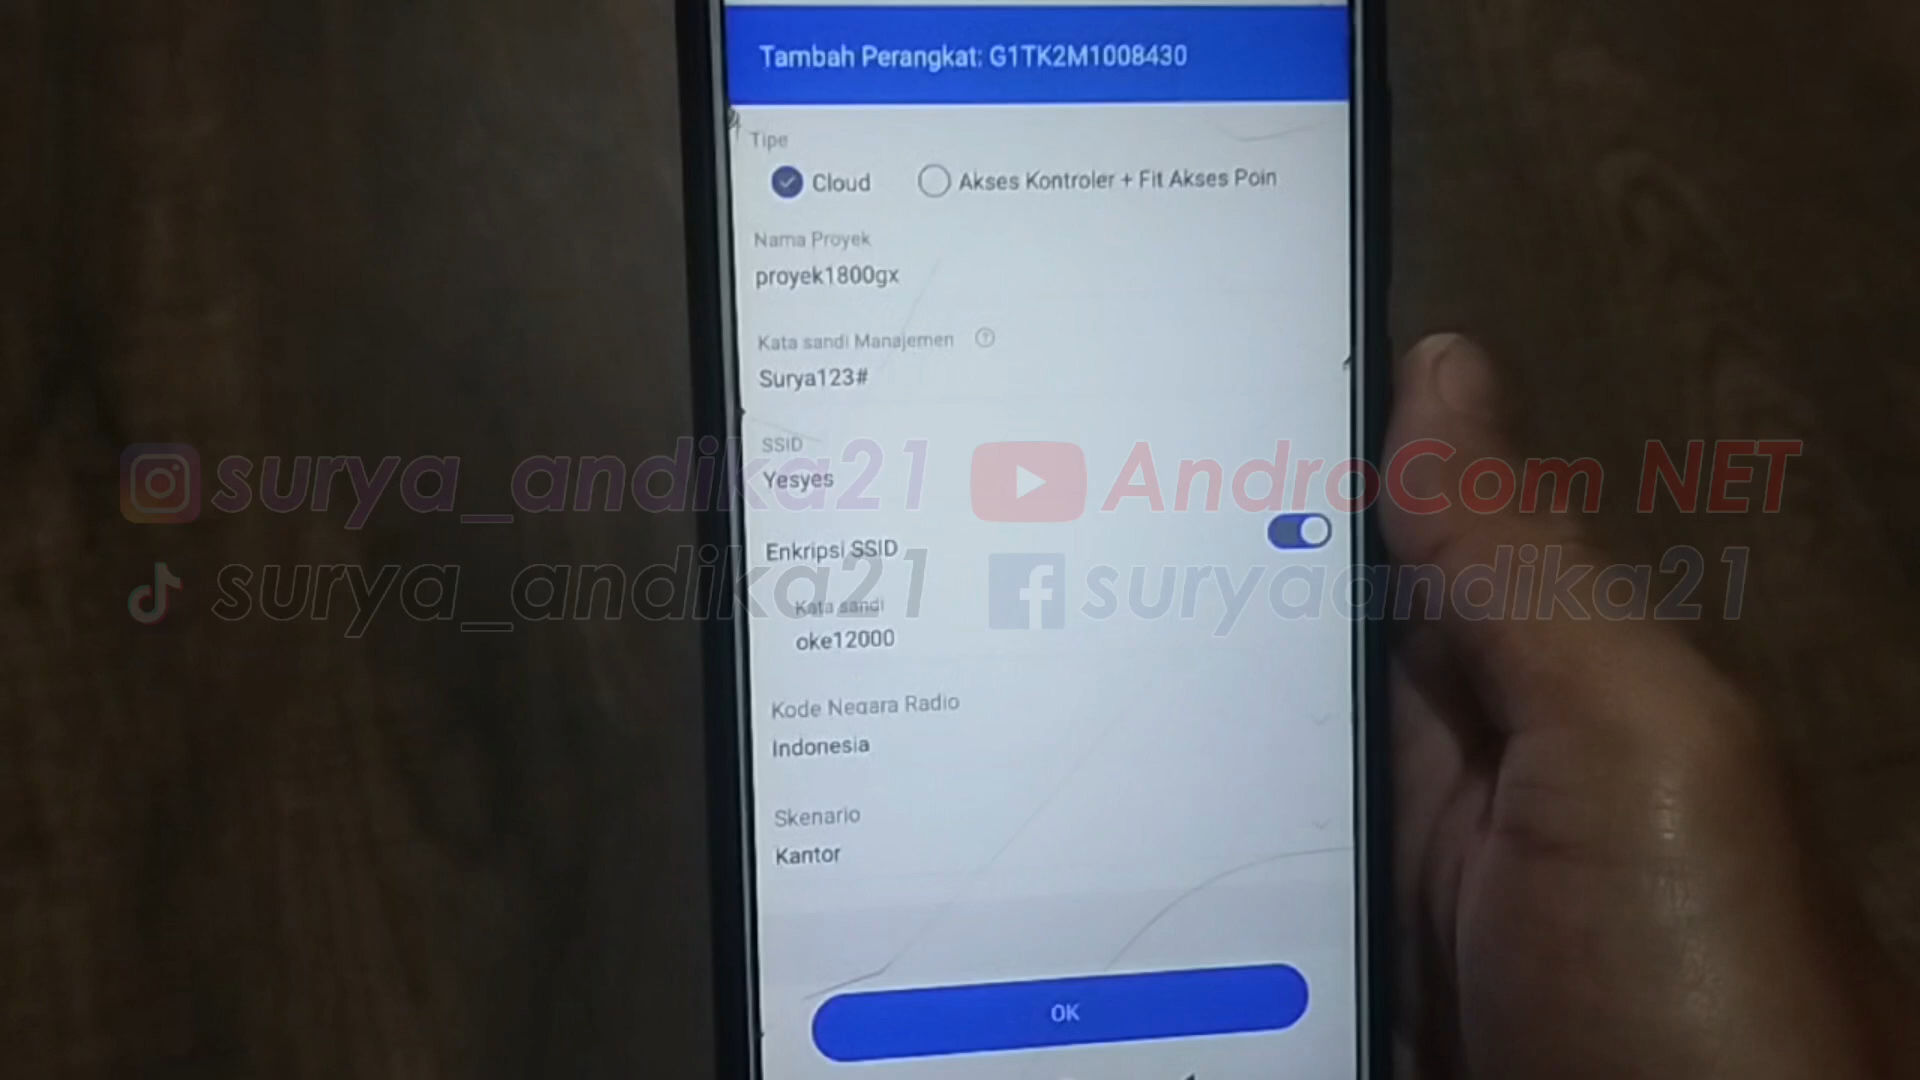 Tambah Perangkat: G1TK2M1008430
Tipe
Cloud
Akses Kontroler + Fit Akses Poin
Nama Proyek
proyek1800gx
Kata sandi Manajemen
Surya123#
SSID
Yesyes
surya_andika21
AndroCom NET
Enkripsi SSID
surya_andika21
suryaandika21
Kata sandi
oke12000
Kode Negara Radio
Indonesia
Skenario
Kantor
OK